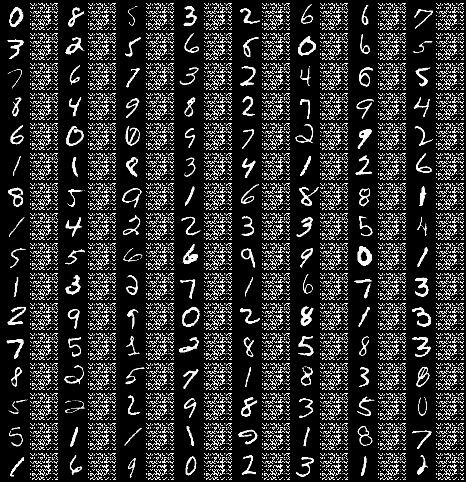 0 8 5 3 2 6 6 7
3 2 5 6 5 0 6 5
7 6 7 3 2 4 6 5
8 4 9 8 2 7 9 4
6 0 0 9 7 2 9 2
1 1 8 3 4 1 2 6
8 5 9 1 6 8 8 1
1 4 2 2 3 3 5 4
5 5 6 6 9 9 0 1
1 3 2 7 1 6 7 3
2 9 9 0 2 8 1 3
7 5 1 2 8 5 8 3
8 2 5 7 1 8 3 8
5 2 2 9 8 3 5 0
5 1 1 1 5 1 8 7
1 6 9 0 2 3 1 2